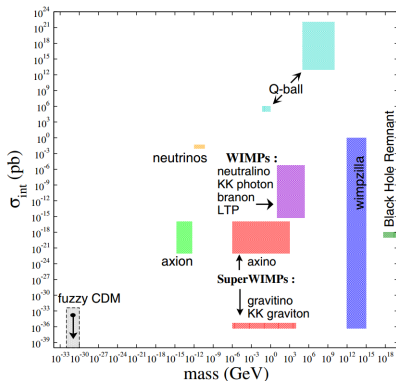 10^24
10^21
10^18
10^15
10^12
10^9
10^6
10^3
10^0
10^-3
10^-6
10^-9
10^-12
10^-15
10^-18
10^-21
10^-24
10^-27
10^-30
10^-33
10^-36
σ_int (pb)
Q-ball
neutrinos
WIMPs :
neutralino
KK photon
branon
LTP
wimpzilla
Black Hole Remnant
axion
axino
SuperWIMPs :
fuzzy CDM
gravitino
KK graviton
10^-33 10^-30 10^-27 10^-24 10^-21 10^-18 10^-15 10^-12 10^-9 10^-6 10^-3 10^0 10^3 10^6 10^9 10^12 10^15 10^18
mass (GeV)